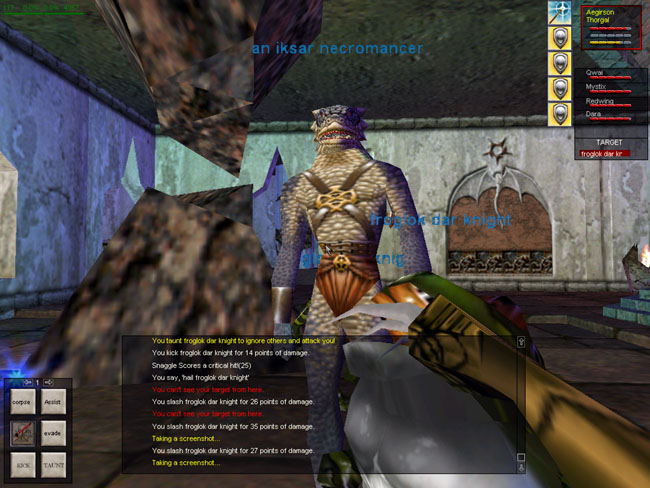 an iksar necromancer
froglok dar knight
Aegirson
Thorgal
Qwai
Mystix
Redwing
Dara
TARGET
froglok dar kr
You taunt froglok dar knight to ignore others and attack you!
You kick froglok dar knight for 14 points of damage.
Snaggle Scores a critical hit!(25)
You say, 'hail froglok dar knight'
You can't see your target from here.
You slash froglok dar knight for 26 points of damage.
You can't see your target from here.
You slash froglok dar knight for 35 points of damage.
Taking a screenshot...
You slash froglok dar knight for 27 points of damage.
Taking a screenshot...
1
corpse Assist
evade
KICK TAUNT